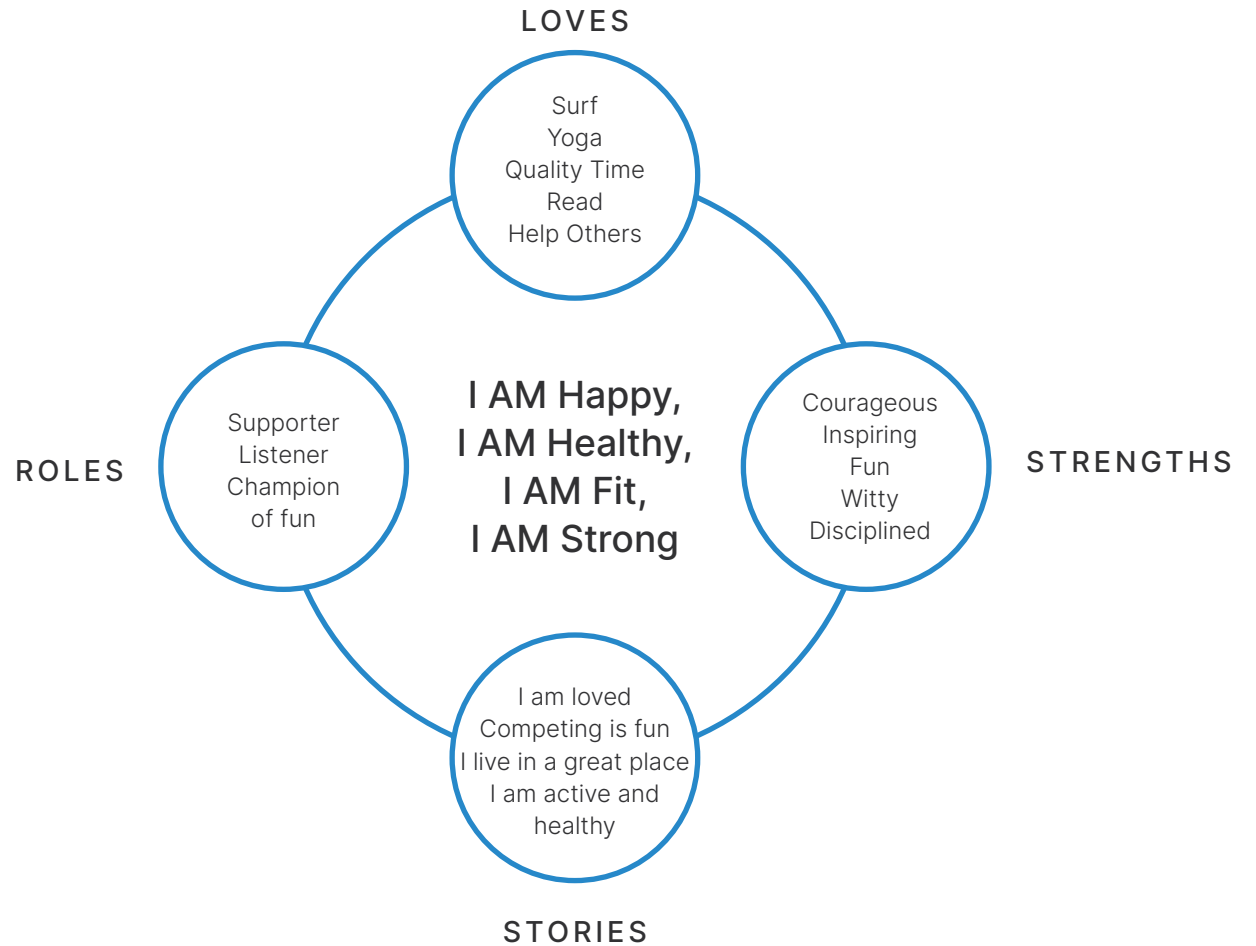 LOVES
Surf
Yoga
Quality Time
Read
Help Others
ROLES
Supporter
Listener
Champion
of fun
I AM Happy,
I AM Healthy,
I AM Fit,
I AM Strong
Courageous
Inspiring
Fun
Witty
Disciplined
STRENGTHS
I am loved
Competing is fun
I live in a great place
I am active and
healthy
STORIES